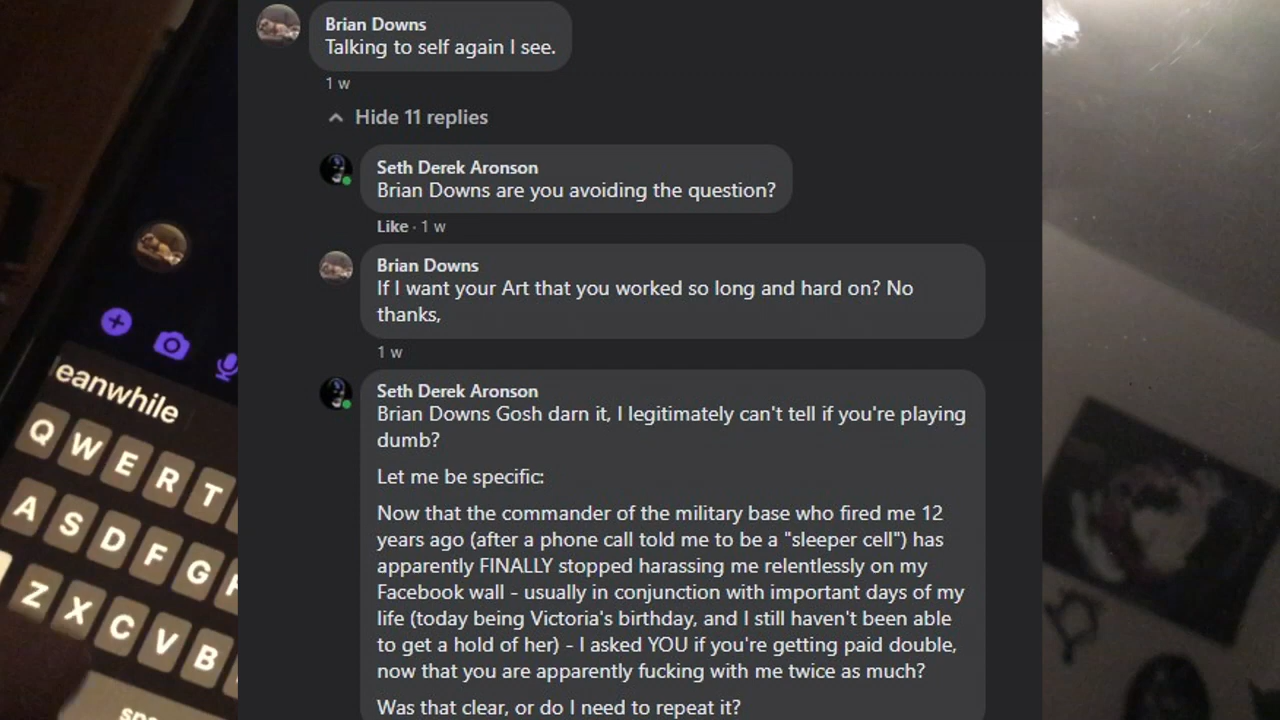 Brian Downs
Talking to self again I see.
1 w
Hide 11 replies
Seth Derek Aronson
Brian Downs are you avoiding the question?
Like · 1 w
Brian Downs
If I want your Art that you worked so long and hard on? No
thanks,
1 w
Seth Derek Aronson
Brian Downs Gosh darn it, I legitimately can't tell if you're playing
dumb?
Let me be specific:
Now that the commander of the military base who fired me 12
years ago (after a phone call told me to be a "sleeper cell") has
apparently FINALLY stopped harassing me relentlessly on my
Facebook wall - usually in conjunction with important days of my
life (today being Victoria's birthday, and I still haven't been able
to get a hold of her) - I asked YOU if you're getting paid double,
now that you are apparently fucking with me twice as much?
Was that clear, or do I need to repeat it?
eanwhile
Q W E R T
A S D F G
Z X C V B